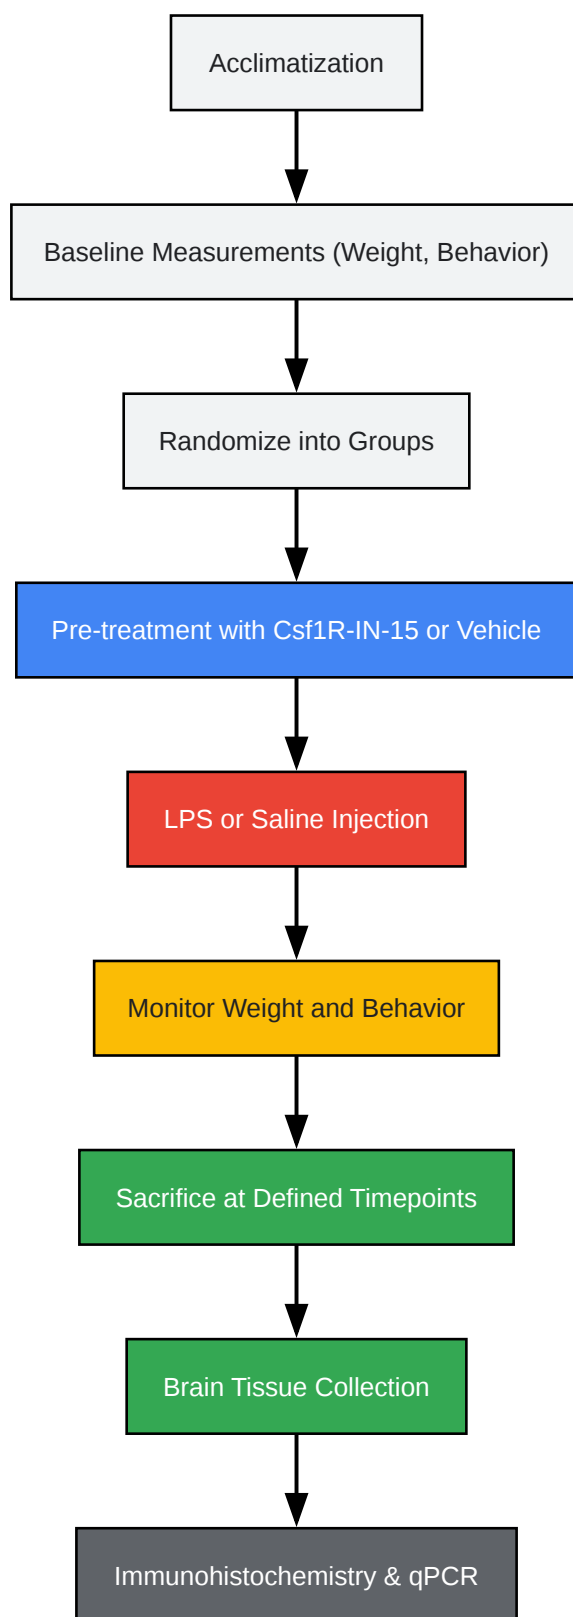 Acclimatization
Baseline Measurements (Weight, Behavior)
Randomize into Groups
Pre-treatment with Csf1R-IN-15 or Vehicle
LPS or Saline Injection
Monitor Weight and Behavior
Sacrifice at Defined Timepoints
Brain Tissue Collection
Immunohistochemistry & qPCR